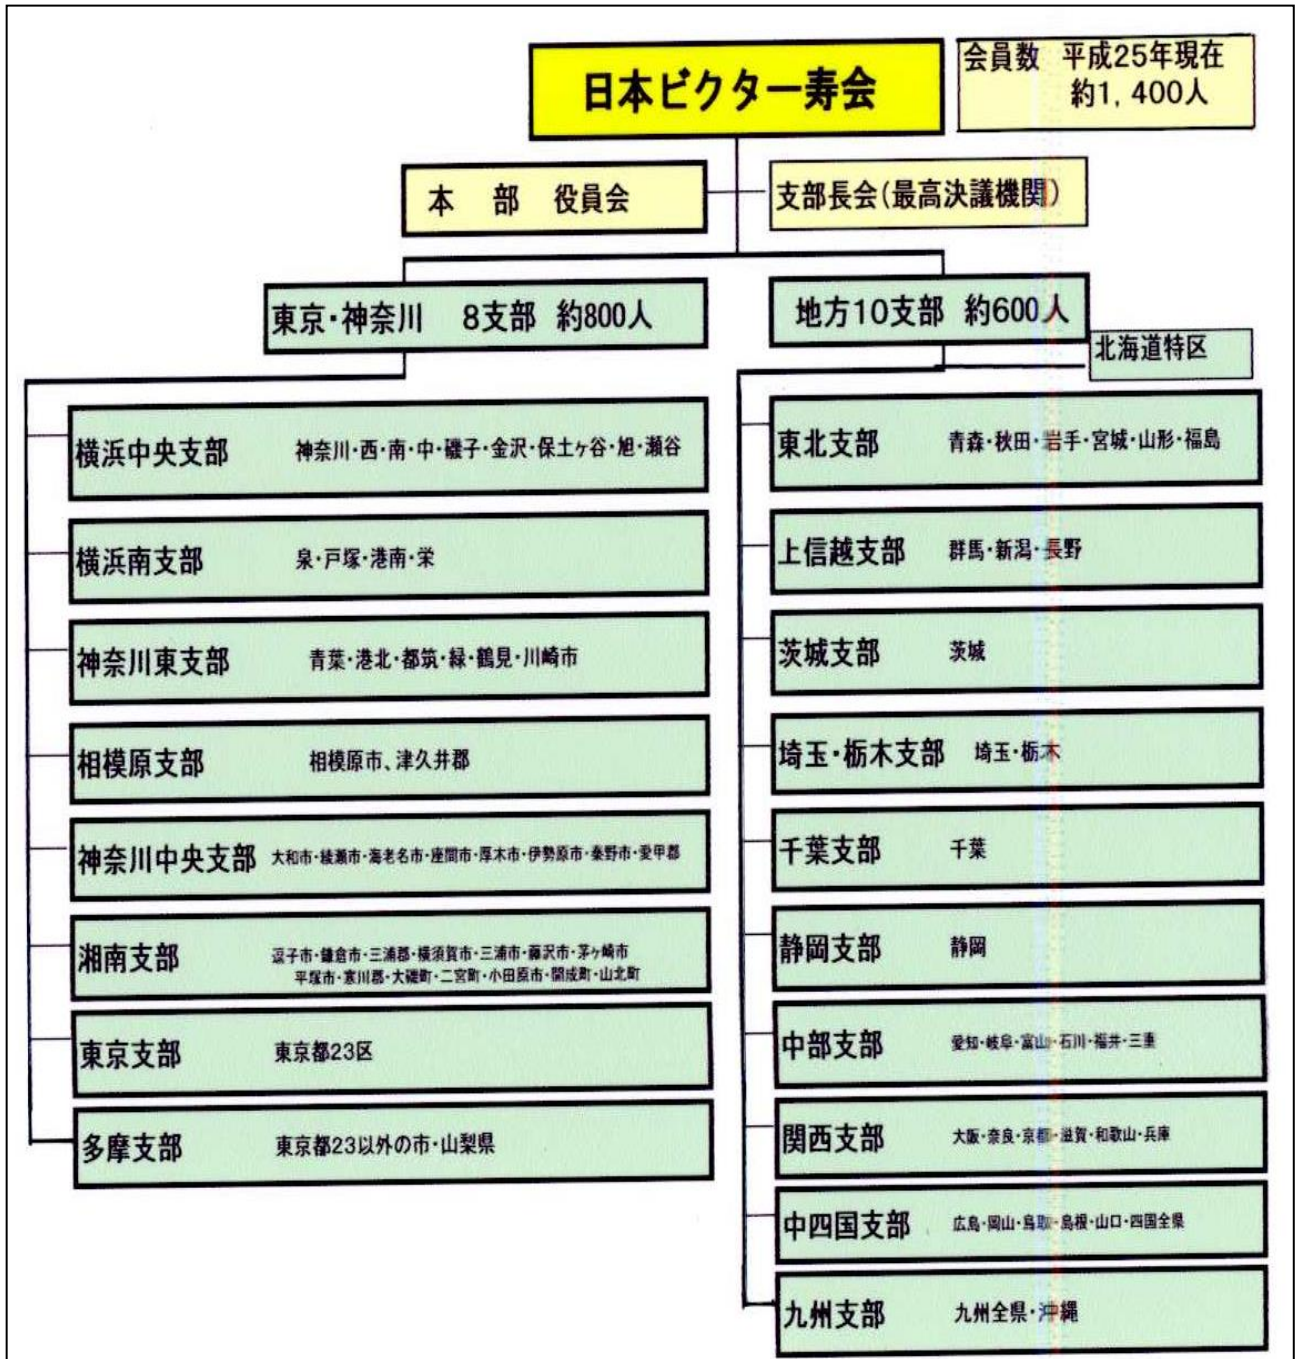 日本ビクター寿会
会員数 平成25年現在
約1,400人
本 部 役員会
支部長会(最高決議機関)
東京・神奈川 8支部 約800人
地方10支部 約600人
北海道特区
横浜中央支部 神奈川・西・南・中・磯子・金沢・保土ヶ谷・旭・瀬谷
横浜南支部 泉・戸塚・港南・栄
神奈川東支部 青葉・港北・都筑・緑・鶴見・川崎市
相模原支部 相模原市、津久井郡
神奈川中央支部 大和市・綾瀬市・海老名市・座間市・厚木市・伊勢原市・秦野市・愛甲郡
湘南支部 逗子市・鎌倉市・三浦郡・横須賀市・三浦市・藤沢市・茅ヶ崎市
平塚市・寒川郡・大磯町・二宮町・小田原市・開成町・山北町
東京支部 東京都23区
多摩支部 東京都23以外の市・山梨県
東北支部 青森・秋田・岩手・宮城・山形・福島
上信越支部 群馬・新潟・長野
茨城支部 茨城
埼玉・栃木支部 埼玉・栃木
千葉支部 千葉
静岡支部 静岡
中部支部 愛知・岐阜・富山・石川・福井・三重
関西支部 大阪・奈良・京都・滋賀・和歌山・兵庫
中四国支部 広島・岡山・鳥取・島根・山口・四国全県
九州支部 九州全県・沖縄